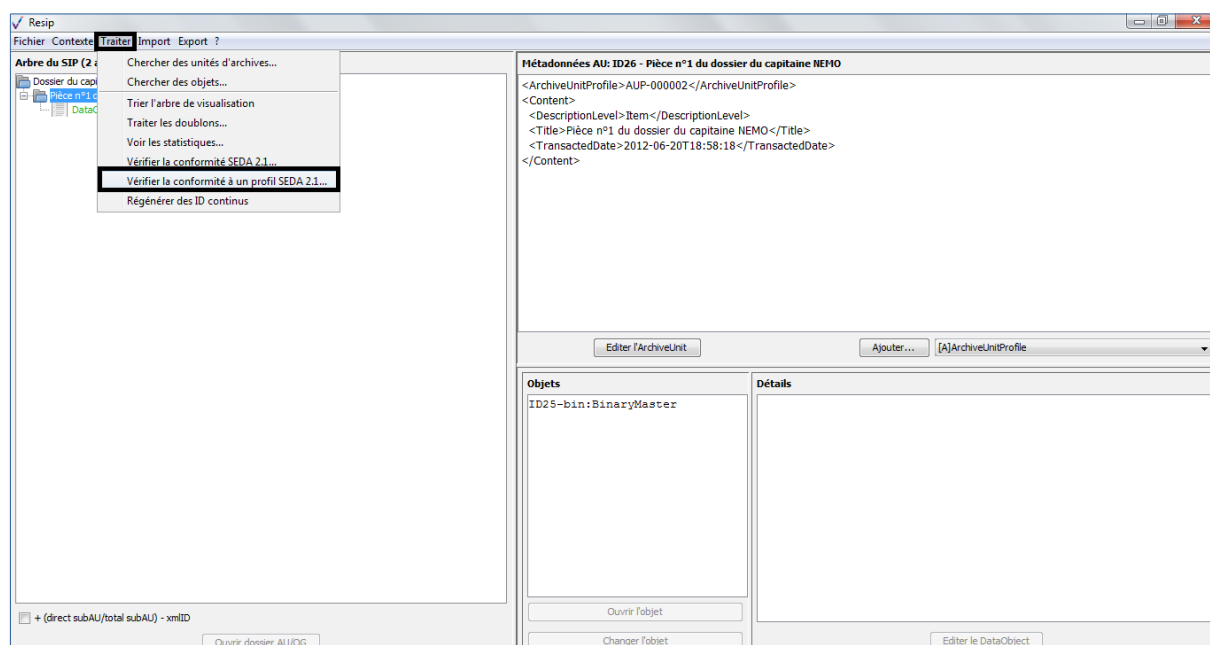 Resip
Fichier Contexte Traiter Import Export ?
Arbre du SIP (2
Dossier du capi
Pièce n°1
Chercher des unités d'archives...
Chercher des objets...
Trier l'arbre de visualisation
Traiter les doublons...
Voir les statistiques...
Vérifier la conformité SEDA 2.1...
Vérifier la conformité à un profil SEDA 2.1...
Régénérer des ID continus
+ (direct subAU/total subAU) - xmlID
Ouvrir dossier AU/OG
Métadonnées AU: ID26 - Pièce n°1 du dossier du capitaine NEMO
<ArchiveUnitProfile>AUP-000002</ArchiveUnitProfile>
<Content>
<DescriptionLevel>Item</DescriptionLevel>
<Title>Pièce n°1 du dossier du capitaine NEMO</Title>
<TransactedDate>2012-06-20T18:58:18</TransactedDate>
</Content>
Editer l'ArchiveUnit Ajouter... [A]ArchiveUnitProfile
Objets
ID25-bin:BinaryMaster
Ouvrir l'objet
Changer l'objet
Détails
Editer le DataObject